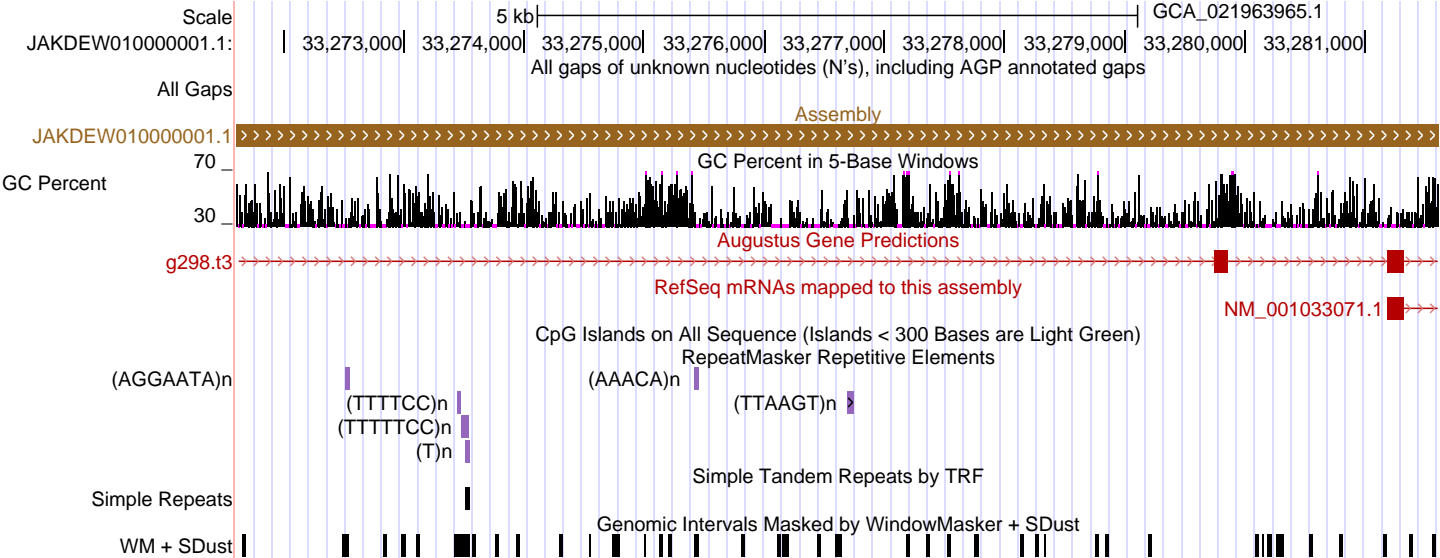 Scale 5 kb GCA_021963965.1
JAKDEW010000001.1: 33,273,000 33,274,000 33,275,000 33,276,000 33,277,000 33,278,000 33,279,000 33,280,000 33,281,000
All gaps of unknown nucleotides (N's), including AGP annotated gaps
All Gaps
Assembly
JAKDEW010000001.1
70 GC Percent in 5-Base Windows
GC Percent
30
Augustus Gene Predictions
g298.t3
RefSeq mRNAs mapped to this assembly
NM_001033071.1
CpG Islands on All Sequence (Islands < 300 Bases are Light Green)
RepeatMasker Repetitive Elements
(AGGAATA)n (AAACA)n
(TTTTCC)n (TTAAGT)n
(TTTTTCC)n
(T)n
Simple Tandem Repeats by TRF
Simple Repeats
Genomic Intervals Masked by WindowMasker + SDust
WM + SDust